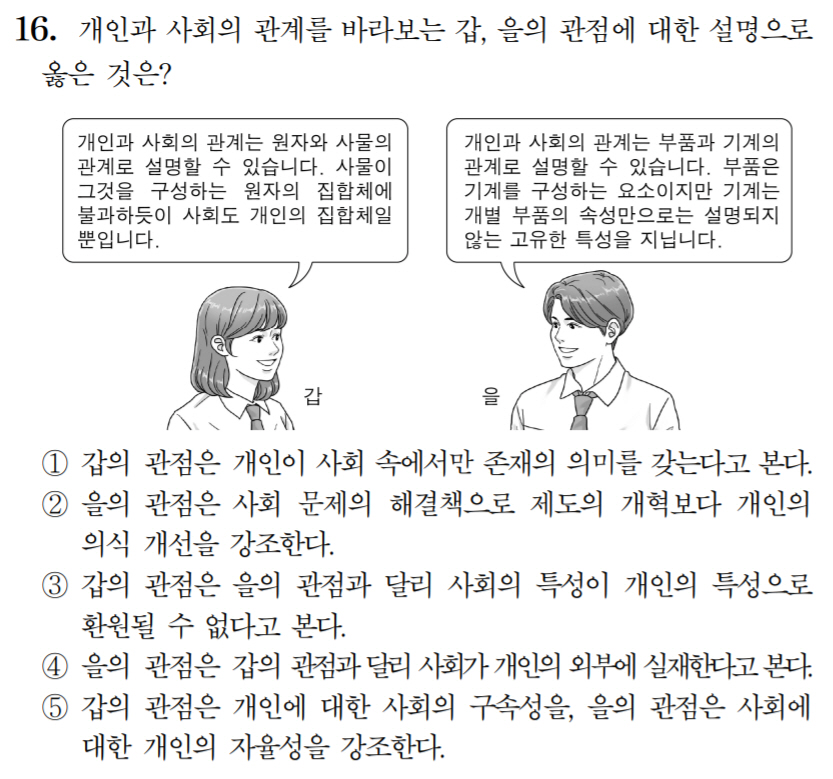 16. 개인과 사회의 관계를 바라보는 갑, 을의 관점에 대한 설명으로
옳은 것은?
개인과 사회의 관계는 원자와 사물의
관계로 설명할 수 있습니다. 사물이
그것을 구성하는 원자의 집합체에
불과하듯이 사회도 개인의 집합체일
뿐입니다.
개인과 사회의 관계는 부품과 기계의
관계로 설명할 수 있습니다. 부품은
기계를 구성하는 요소이지만 기계는
개별 부품의 속성만으로는 설명되지
않는 고유한 특성을 지닙니다.
갑
을
① 갑의 관점은 개인이 사회 속에서만 존재의 의미를 갖는다고 본다.
② 을의 관점은 사회 문제의 해결책으로 제도의 개혁보다 개인의
의식 개선을 강조한다.
③ 갑의 관점은 을의 관점과 달리 사회의 특성이 개인의 특성으로
환원될 수 없다고 본다.
④ 을의 관점은 갑의 관점과 달리 사회가 개인의 외부에 실재한다고 본다.
⑤ 갑의 관점은 개인에 대한 사회의 구속성을, 을의 관점은 사회에
대한 개인의 자율성을 강조한다.